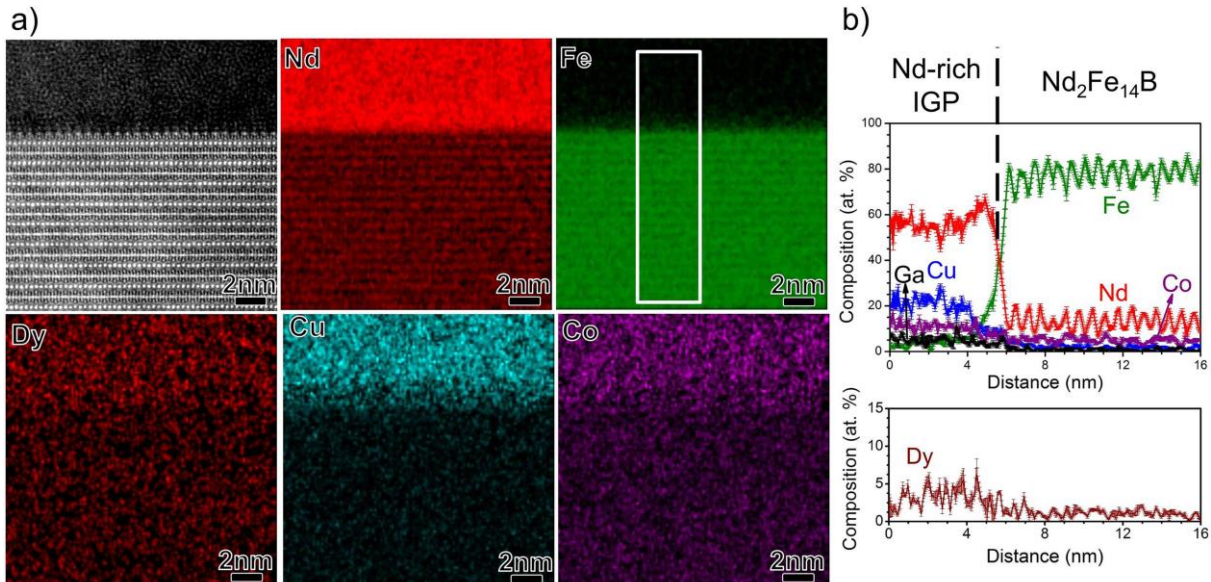 a)
Nd
Fe
2nm
2nm
2nm
Dy
Cu
Co
2nm
2nm
2nm
b)
Nd-rich
IGP
Nd₂Fe₁₄B
100
80
60
40
20
0
Composition (at. %)
Fe
Ga
Cu
Nd
Co
0 4 8 12 16
Distance (nm)
15
10
5
0
Composition (at. %)
Dy
0 4 8 12 16
Distance (nm)